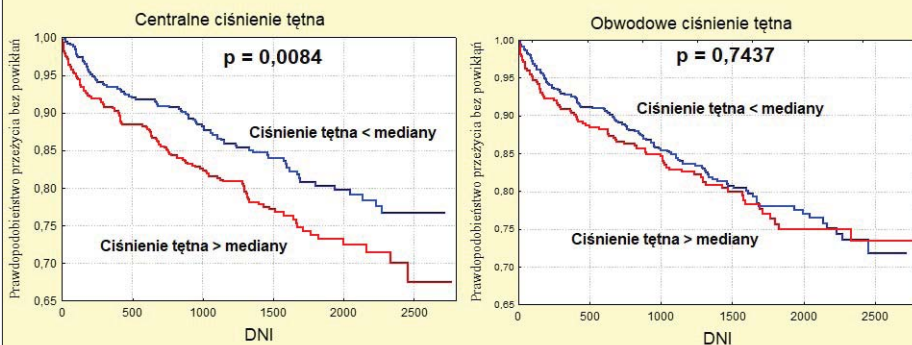 Centralne ciśnienie tętna
Prawdopodobieństwo przeżycia bez powikłań
1,00
0,95
0,90
0,85
0,80
0,75
0,70
0,65
p = 0,0084
Ciśnienie tętna < mediany
Ciśnienie tętna > mediany
0
500
1000
1500
2000
2500
DNI
Obwodowe ciśnienie tętna
Prawdopodobieństwo przeżycia bez powikłąń
1,00
0,95
0,90
0,85
0,80
0,75
0,70
0.65
p = 0,7437
Ciśnienie tętna < mediany
Ciśnienie tętna > mediany
0
500
1000
1500
2000
2500
DNI